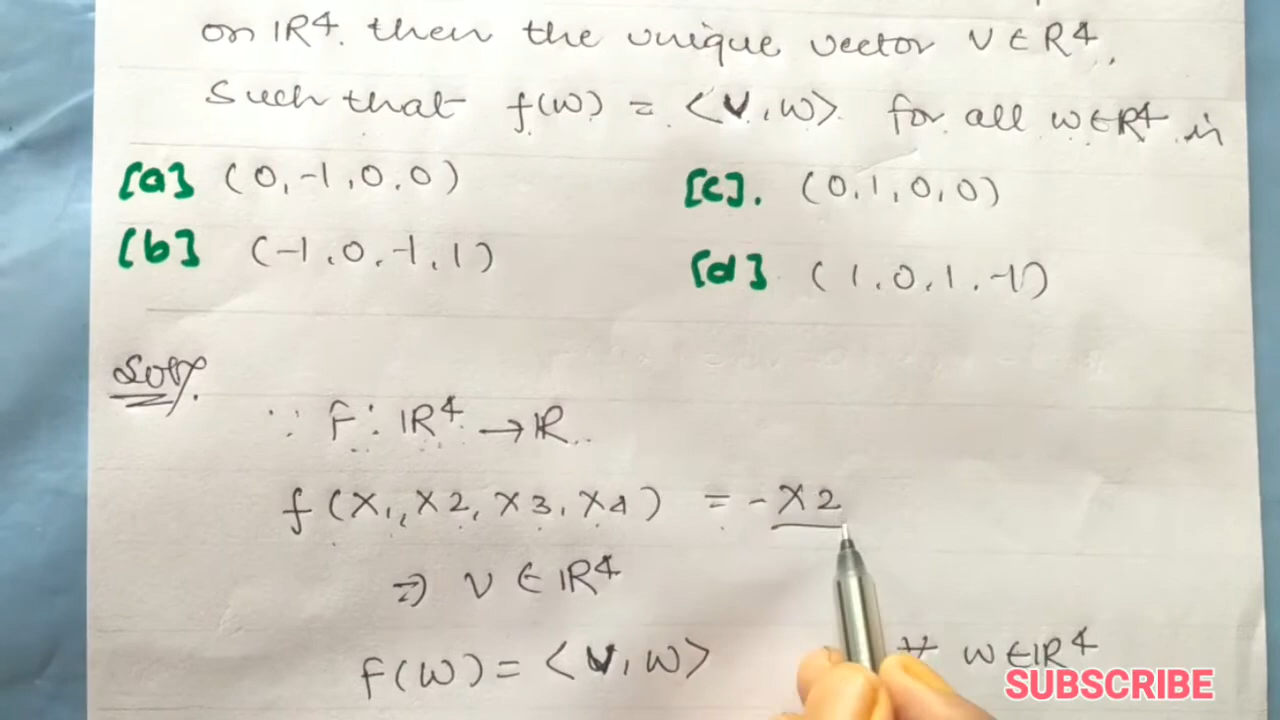 on IR⁴. then the unique vector V ∈ R⁴,
Such that f(w) = <V, w> for all w ∈ R⁴ is
[a] (0, -1, 0, 0)
[c]. (0, 1, 0, 0)
[b] (-1, 0, -1, 1)
[d] (1, 0, 1, -1)
Sol/.
∵ F : IR⁴ → IR.
f(X1, X2, X3, X4) = -X2
⇒ V ∈ IR⁴
F(w) = <V, w> ∀ w ∈ IR⁴
SUBSCRIBE